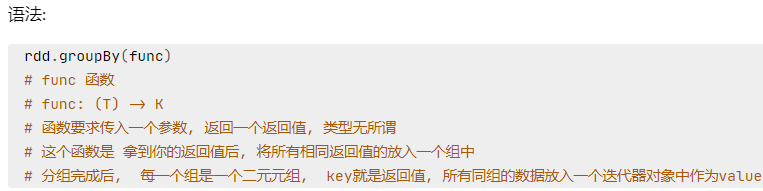 语法:
rdd.groupBy(func)
# func 函数
# func: (T) -> K
# 函数要求传入一个参数, 返回一个返回值, 类型无所谓
# 这个函数是 拿到你的返回值后, 将所有相同返回值的放入一个组中
# 分组完成后, 每一个组是一个二元元组, key就是返回值, 所有同组的数据放入一个迭代器对象中作为value